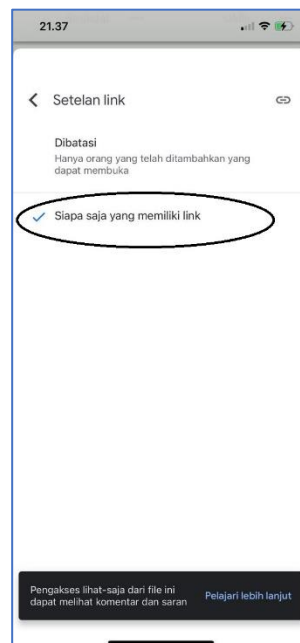 21.37
Setelan link
Dibatasi
Hanya orang yang telah ditambahkan yang
dapat membuka
Siapa saja yang memiliki link
Pengakses lihat-saja dari file ini
dapat melihat komentar dan saran
Pelajari lebih lanjut